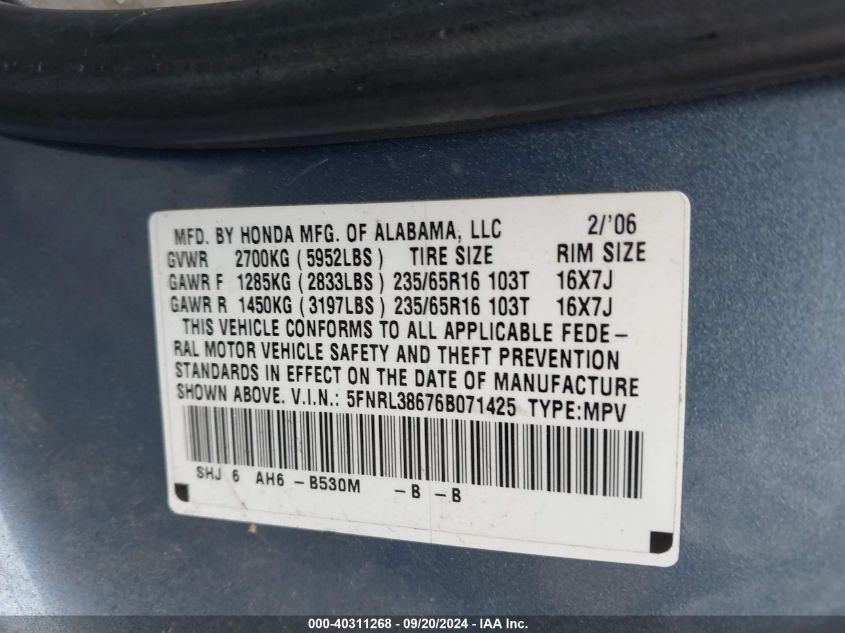 MFD. BY HONDA MFG. OF ALABAMA, LLC 2/'06
GVWR 2700KG (5952LBS) TIRE SIZE RIM SIZE
GAWR F 1285KG (2833LBS) 235/65R16 103T 16X7J
GAWR R 1450KG (3197LBS) 235/65R16 103T 16X7J
THIS VEHICLE CONFORMS TO ALL APPLICABLE FEDE-
RAL MOTOR VEHICLE SAFETY AND THEFT PREVENTION
STANDARDS IN EFFECT ON THE DATE OF MANUFACTURE
SHOWN ABOVE. V.I.N.: 5FNRL38676B071425 TYPE:MPV
SHJ 6 AH6 -B530M -B -B
000-40311268 - 09/20/2024 - IAA Inc.